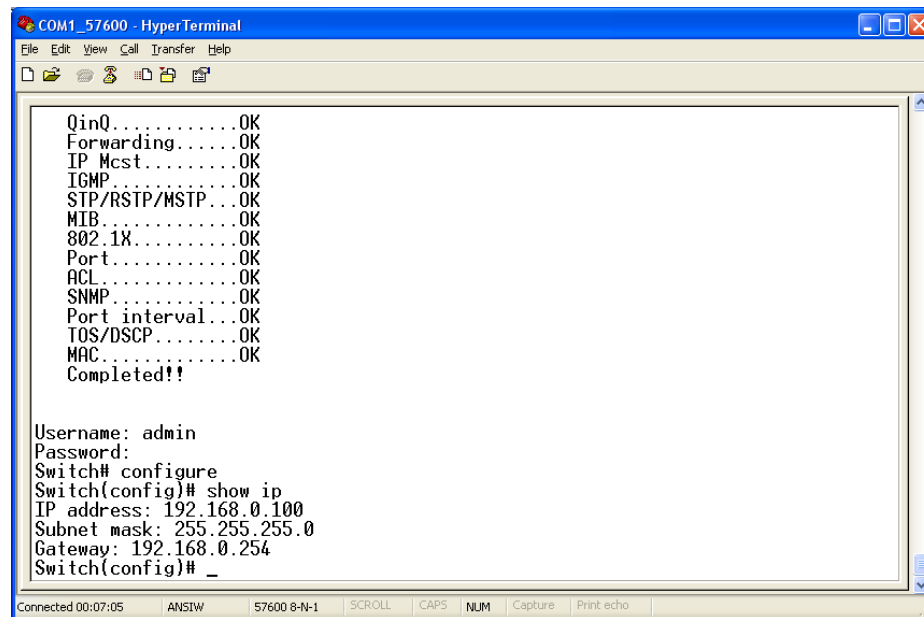 COM1_57600 - HyperTerminal
File Edit View Call Transfer Help
QinQ............OK
Forwarding......OK
IP Mcst.........OK
IGMP............OK
STP/RSTP/MSTP...OK
MIB.............OK
802.1X..........OK
Port............OK
ACL.............OK
SNMP............OK
Port interval...OK
TOS/DSCP........OK
MAC.............OK
Completed!!
Username: admin
Password:
Switch# configure
Switch(config)# show ip
IP address: 192.168.0.100
Subnet mask: 255.255.255.0
Gateway: 192.168.0.254
Switch(config)# _
Connected 00:07:05 ANSIW 57600 8-N-1 SCROLL CAPS NUM Capture Print echo